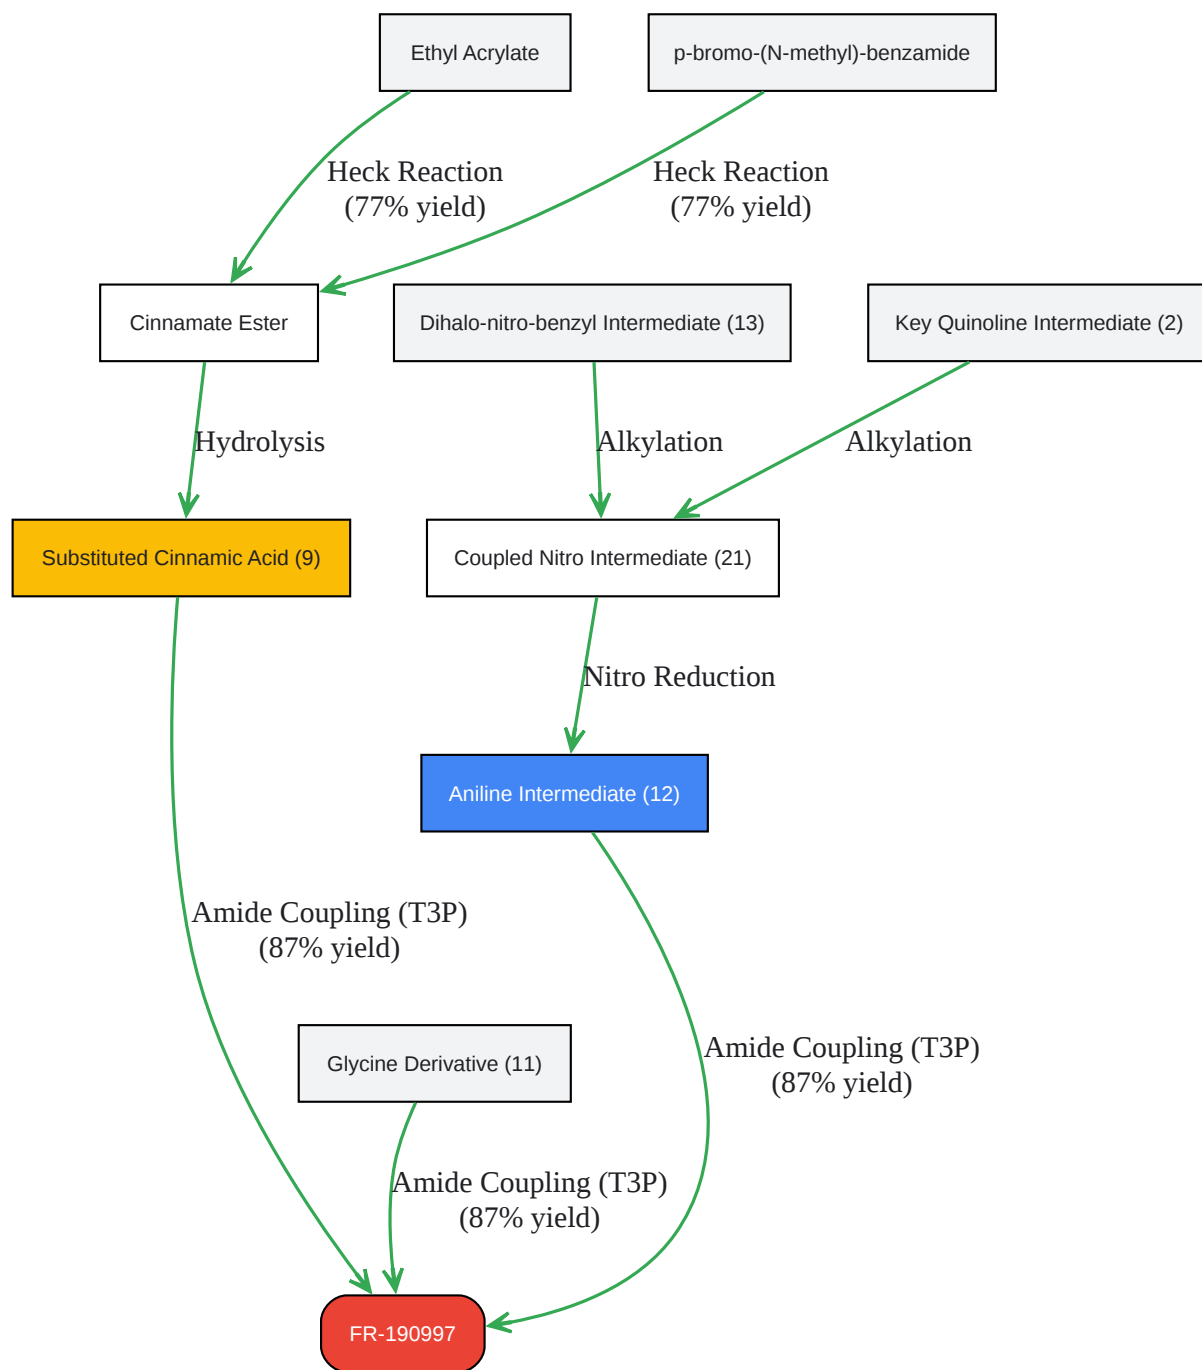 Ethyl Acrylate
p-bromo-(N-methyl)-benzamide
Heck Reaction
(77% yield)
Heck Reaction
(77% yield)
Cinnamate Ester
Dihalo-nitro-benzyl Intermediate (13)
Key Quinoline Intermediate (2)
Hydrolysis
Alkylation
Alkylation
Substituted Cinnamic Acid (9)
Coupled Nitro Intermediate (21)
Nitro Reduction
Aniline Intermediate (12)
Amide Coupling (T3P)
(87% yield)
Glycine Derivative (11)
Amide Coupling (T3P)
(87% yield)
Amide Coupling (T3P)
(87% yield)
FR-190997